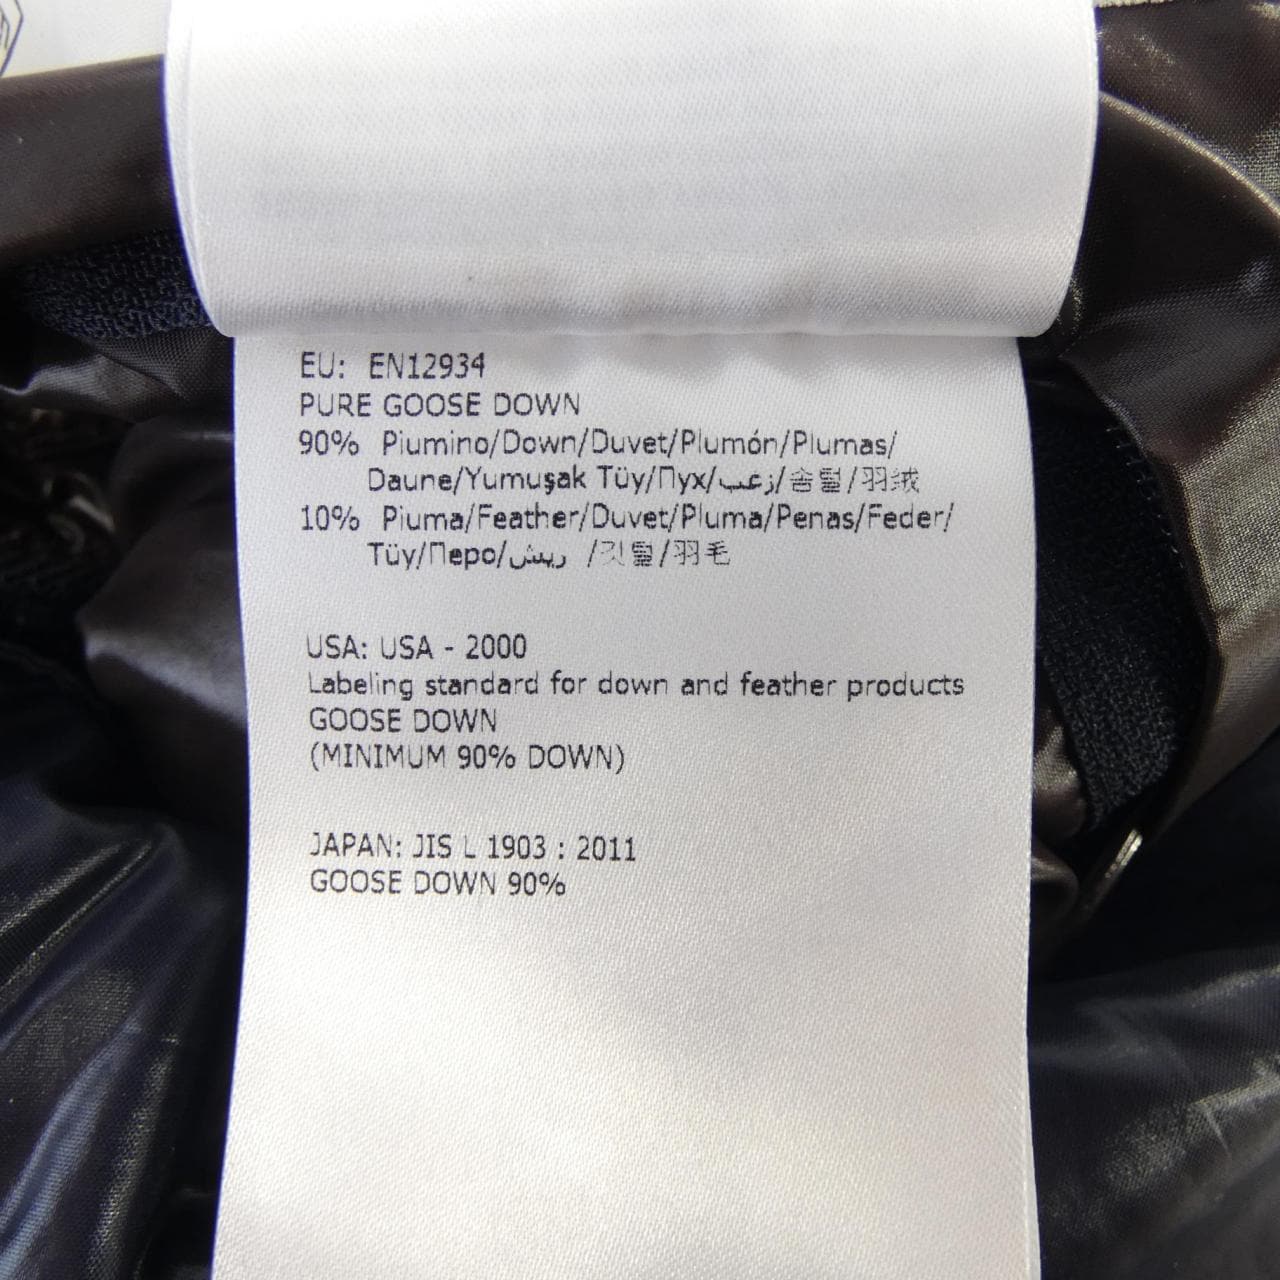 EU: EN12934
PURE GOOSE DOWN
90% Piumino/Down/Duvet/Plumón/Plumas/
Daune/Yumuşak Tüy/Пух/زغب/솜털/羽绒
10% Piuma/Feather/Duvet/Pluma/Penas/Feder/
Tüy/Перо/ريش /깃털/羽毛
USA: USA - 2000
Labeling standard for down and feather products
GOOSE DOWN
(MINIMUM 90% DOWN)
JAPAN: JIS L 1903 : 2011
GOOSE DOWN 90%